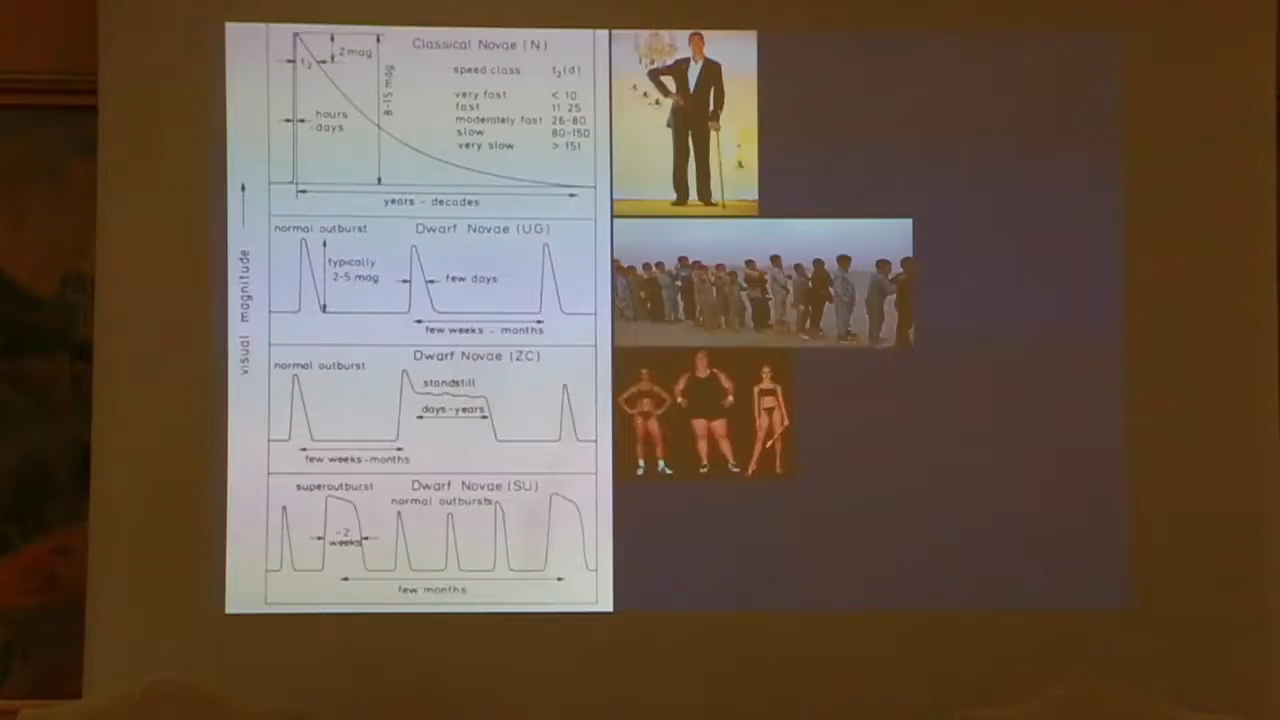 Classical Novae (N)
2 mag
t₂
speed class t₂(d)
8-15 mag
very fast < 10
fast 11 25
moderately fast 26-80
slow 80-150
very slow > 151
hours
-days
years - decades
visual magnitude
normal outburst
Dwarf Novae (UG)
typically
2-5 mag
few days
few weeks - months
Dwarf Novae (ZC)
normal outburst
standstill
days-years
few weeks-months
superoutburst
Dwarf Novae (SU)
normal outbursts
~2
weeks
few months